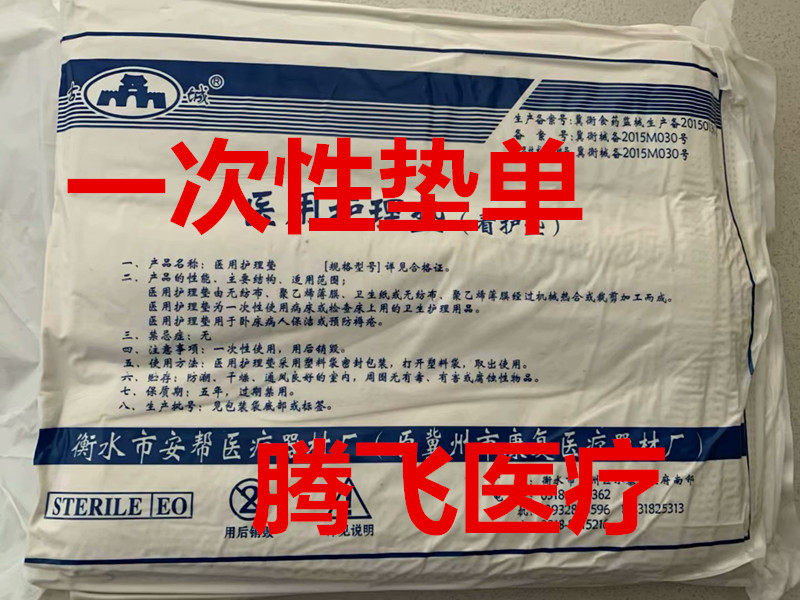 古城®
生产备案号:冀衡食药监械生产备20150
备 案 号:冀衡械备2015M030号
冀衡械备2015M030号
一次性垫单
医用护理垫(看护垫)
一、产品名称:医用护理垫 [规格型号]详见合格证。
二、产品的性能、主要结构、适用范围:
医用护理垫由无纺布、聚乙烯薄膜、卫生纸或无纺布、聚乙烯薄膜经过机械热合或裁剪加工而成。
医用护理垫为一次性使用病床或检查床上用的卫生护理用品。
医用护理垫用于卧床病人保洁或预防褥疮。
三、禁忌症:无
四、注意事项:一次性使用,用后销毁。
五、使用方法:医用护理垫采用塑料袋密封包装,打开塑料袋,取出使用。
六、贮存:防潮、干燥、通风良好的室内,周围无有毒、有害或腐蚀性物品。
七、保质期:五年,过期禁用。
八、生产批号:见包装袋底部或标签。
衡水市安帮医疗器材厂(原冀州市康复医疗器材厂)
腾飞医疗
STERILE EO
2
用后销毁
详见说明